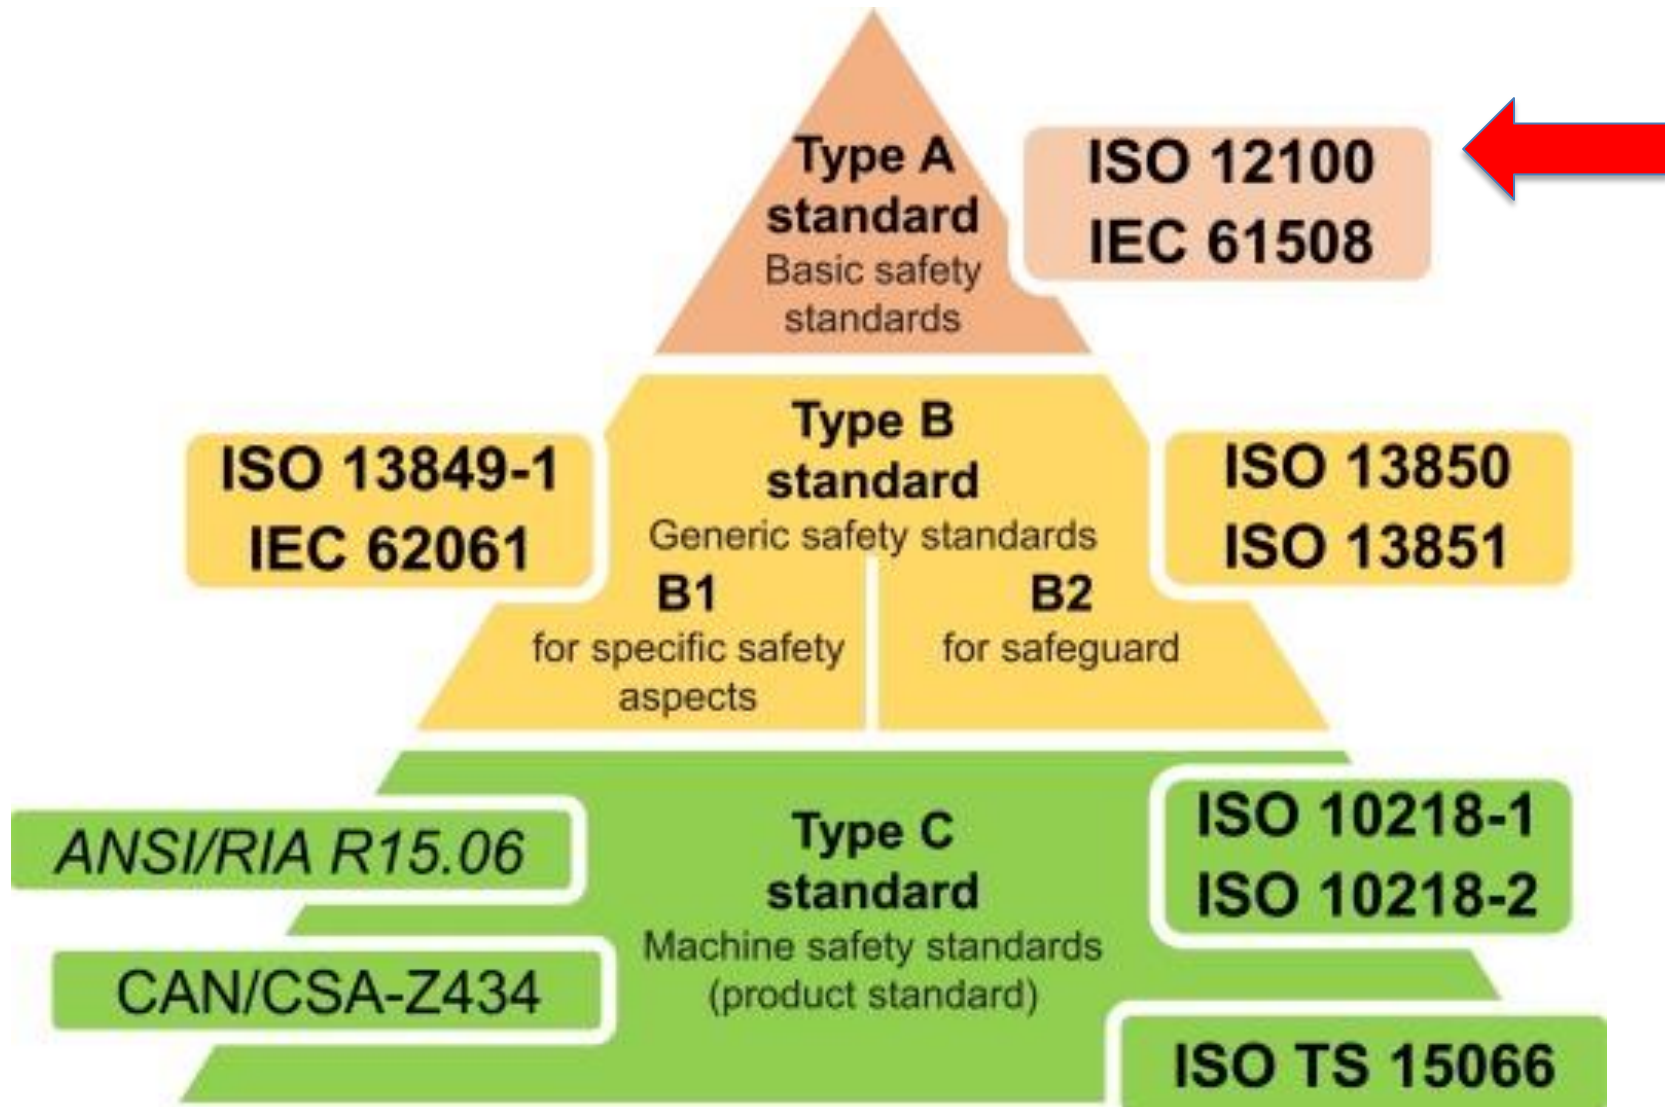 Type A
standard
Basic safety
standards
ISO 12100
IEC 61508
ISO 13849-1
IEC 62061
Type B
standard
Generic safety standards
B1
for specific safety
aspects
B2
for safeguard
ISO 13850
ISO 13851
ANSI/RIA R15.06
CAN/CSA-Z434
Type C
standard
Machine safety standards
(product standard)
ISO 10218-1
ISO 10218-2
ISO TS 15066